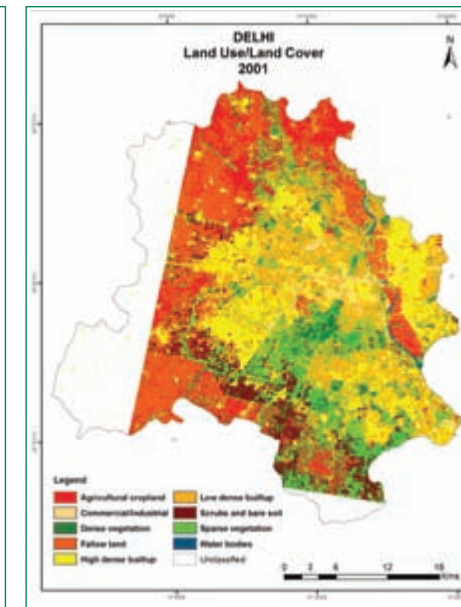 DELHI
Land Use/Land Cover
2001
N
Legend
Agricultural cropland
Commercial/Industrial
Dense vegetation
Fallow land
High dense builtup
Low dense builtup
Scrubs and bare soil
Sparse vegetation
Water bodies
Unclassified
0 2 4 6 12 18
Kms